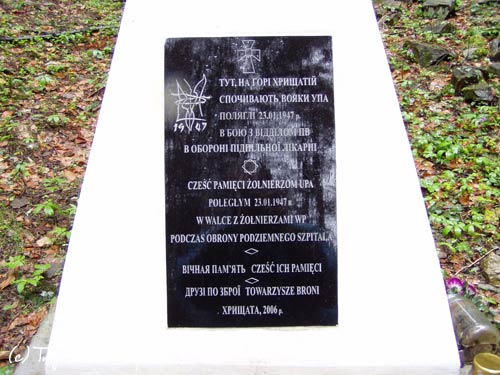 ТУТ, НА ГОРІ ХРИЩАТІЙ
СПОЧИВАЮТЬ ВОЯКИ УПА
ПОЛЯГЛІ 23.01.1947 р.
В БОЮ З ВІДДІЛОМ ПВ
В ОБОРОНІ ПІДПІЛЬНОЇ ЛІКАРНІ
1947
CZEŚĆ PAMIĘCI ŻOŁNIERZOM UPA
POLEGŁYM 23.01.1947 r.
W WALCE Z ŻOŁNIERZAMI WP
PODCZAS OBRONY PODZIEMNEGO SZPITALA
ВІЧНАЯ ПАМ'ЯТЬ CZEŚĆ ICH PAMIĘCI
ДРУЗІ ПО ЗБРОЇ TOWARZYSZE BRONI
ХРИЩАТА, 2006 р.